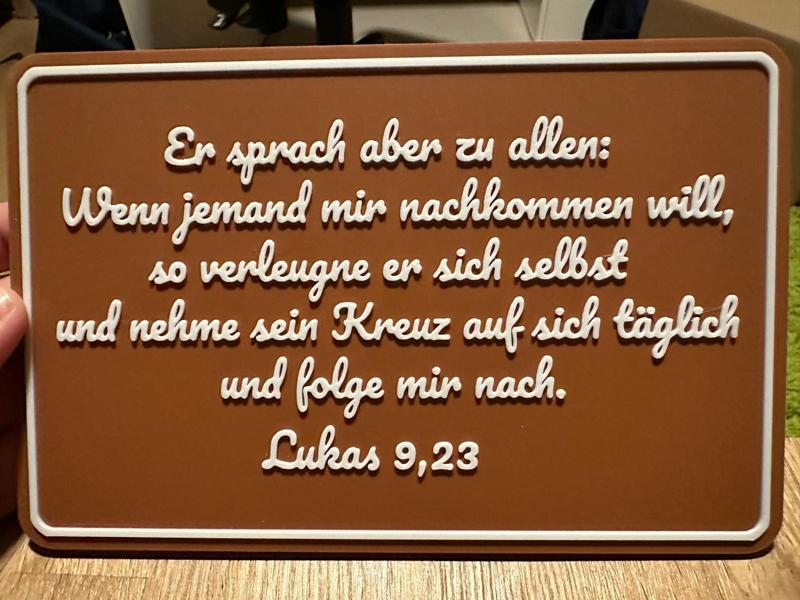 Er sprach aber zu allen:
Wenn jemand mir nachkommen will,
so verleugne er sich selbst
und nehme sein Kreuz auf sich täglich
und folge mir nach.
Lukas 9,23